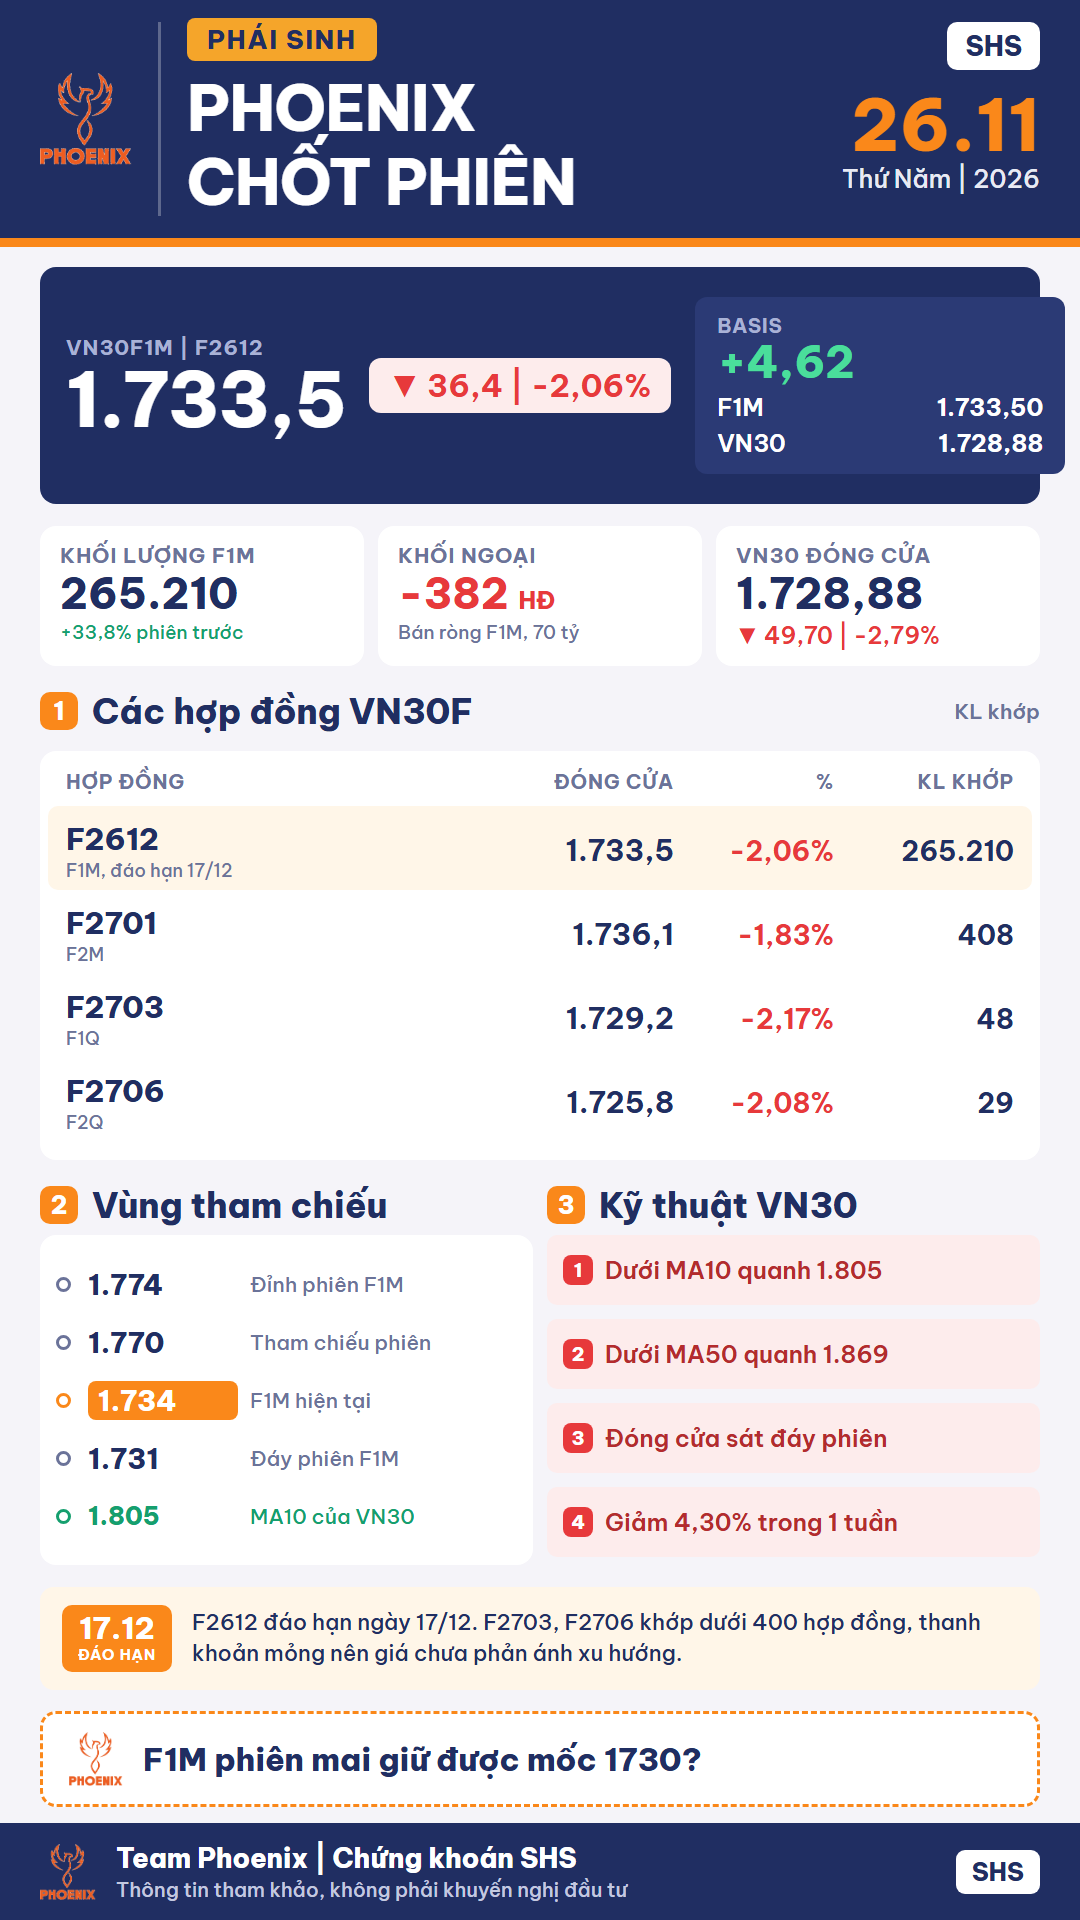 PHOENIX
PHÁI SINH
PHOENIX
CHỐT PHIÊN
SHS
26.11
Thứ Năm | 2026
VN30F1M | F2612
1.733,5
▼ 36,4 | -2,06%
BASIS
+4,62
F1M 1.733,50
VN30 1.728,88
KHỐI LƯỢNG F1M
265.210
+33,8% phiên trước
KHỐI NGOẠI
-382 HĐ
Bán ròng F1M, 70 tỷ
VN30 ĐÓNG CỬA
1.728,88
▼ 49,70 | -2,79%
1 Các hợp đồng VN30F KL khớp
HỢP ĐỒNG ĐÓNG CỬA % KL KHỚP
F2612 1.733,5 -2,06% 265.210
F1M, đáo hạn 17/12
F2701 1.736,1 -1,83% 408
F2M
F2703 1.729,2 -2,17% 48
F1Q
F2706 1.725,8 -2,08% 29
F2Q
2 Vùng tham chiếu
1.774 Đỉnh phiên F1M
1.770 Tham chiếu phiên
1.734 F1M hiện tại
1.731 Đáy phiên F1M
1.805 MA10 của VN30
3 Kỹ thuật VN30
1 Dưới MA10 quanh 1.805
2 Dưới MA50 quanh 1.869
3 Đóng cửa sát đáy phiên
4 Giảm 4,30% trong 1 tuần
17.12
ĐÁO HẠN
F2612 đáo hạn ngày 17/12. F2703, F2706 khớp dưới 400 hợp đồng, thanh
khoản mỏng nên giá chưa phản ánh xu hướng.
PHOENIX
F1M phiên mai giữ được mốc 1730?
PHOENIX
Team Phoenix | Chứng khoán SHS
Thông tin tham khảo, không phải khuyến nghị đầu tư
SHS